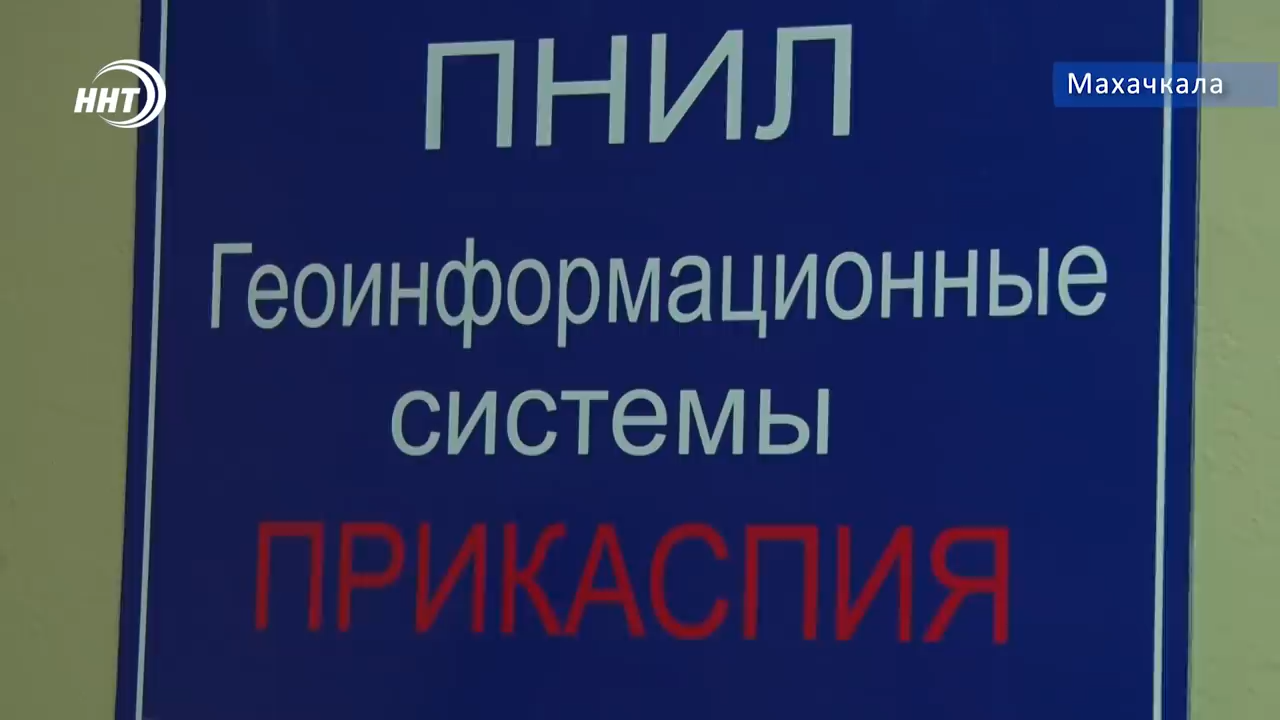 ННТ
Махачкала
ПНИЛ
Геоинформационные
системы
ПРИКАСПИЯ